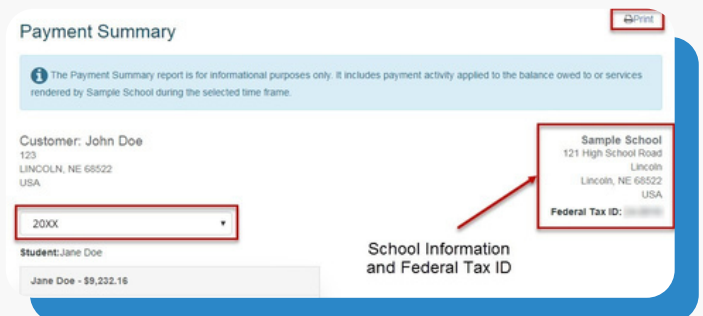 Print
Payment Summary
The Payment Summary report is for informational purposes only. It includes payment activity applied to the balance owed to or services
rendered by Sample School during the selected time frame.
Customer: John Doe
123
LINCOLN, NE 68522
USA
Sample School
121 High School Road
Lincoln
Lincoln, NE 68522
USA
Federal Tax ID:
20XX
Student:Jane Doe
School Information
and Federal Tax ID
Jane Doe - $9,232.16